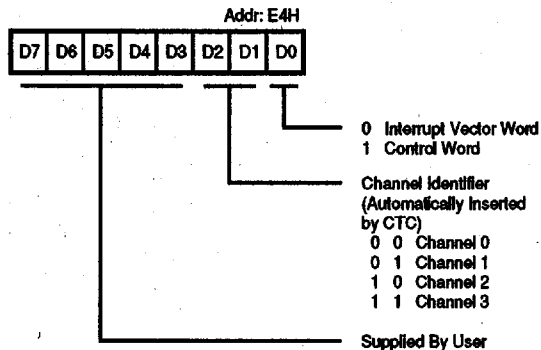 Addr: E4H
D7 D6 D5 D4 D3 D2 D1 D0
0 Interrupt Vector Word
1 Control Word
Channel Identifier
(Automatically Inserted
by CTC)
0 0 Channel 0
0 1 Channel 1
1 0 Channel 2
1 1 Channel 3
Supplied By User